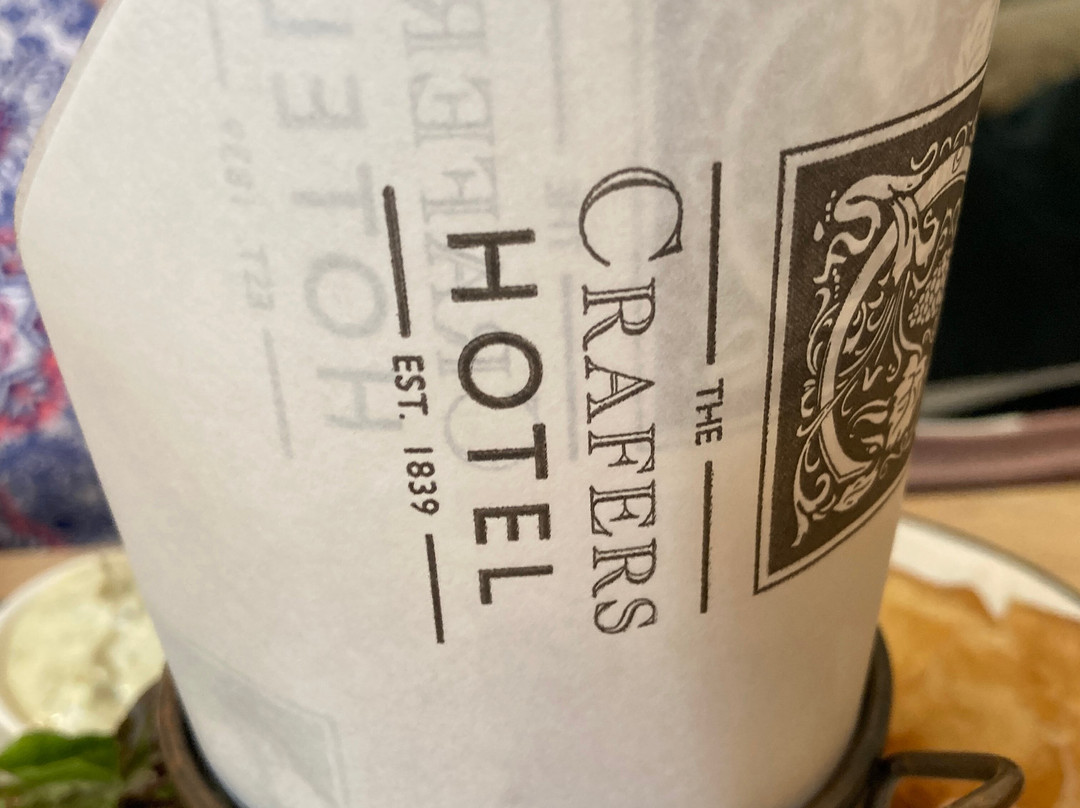 THE
CRAFERS
HOTEL
EST. 1839